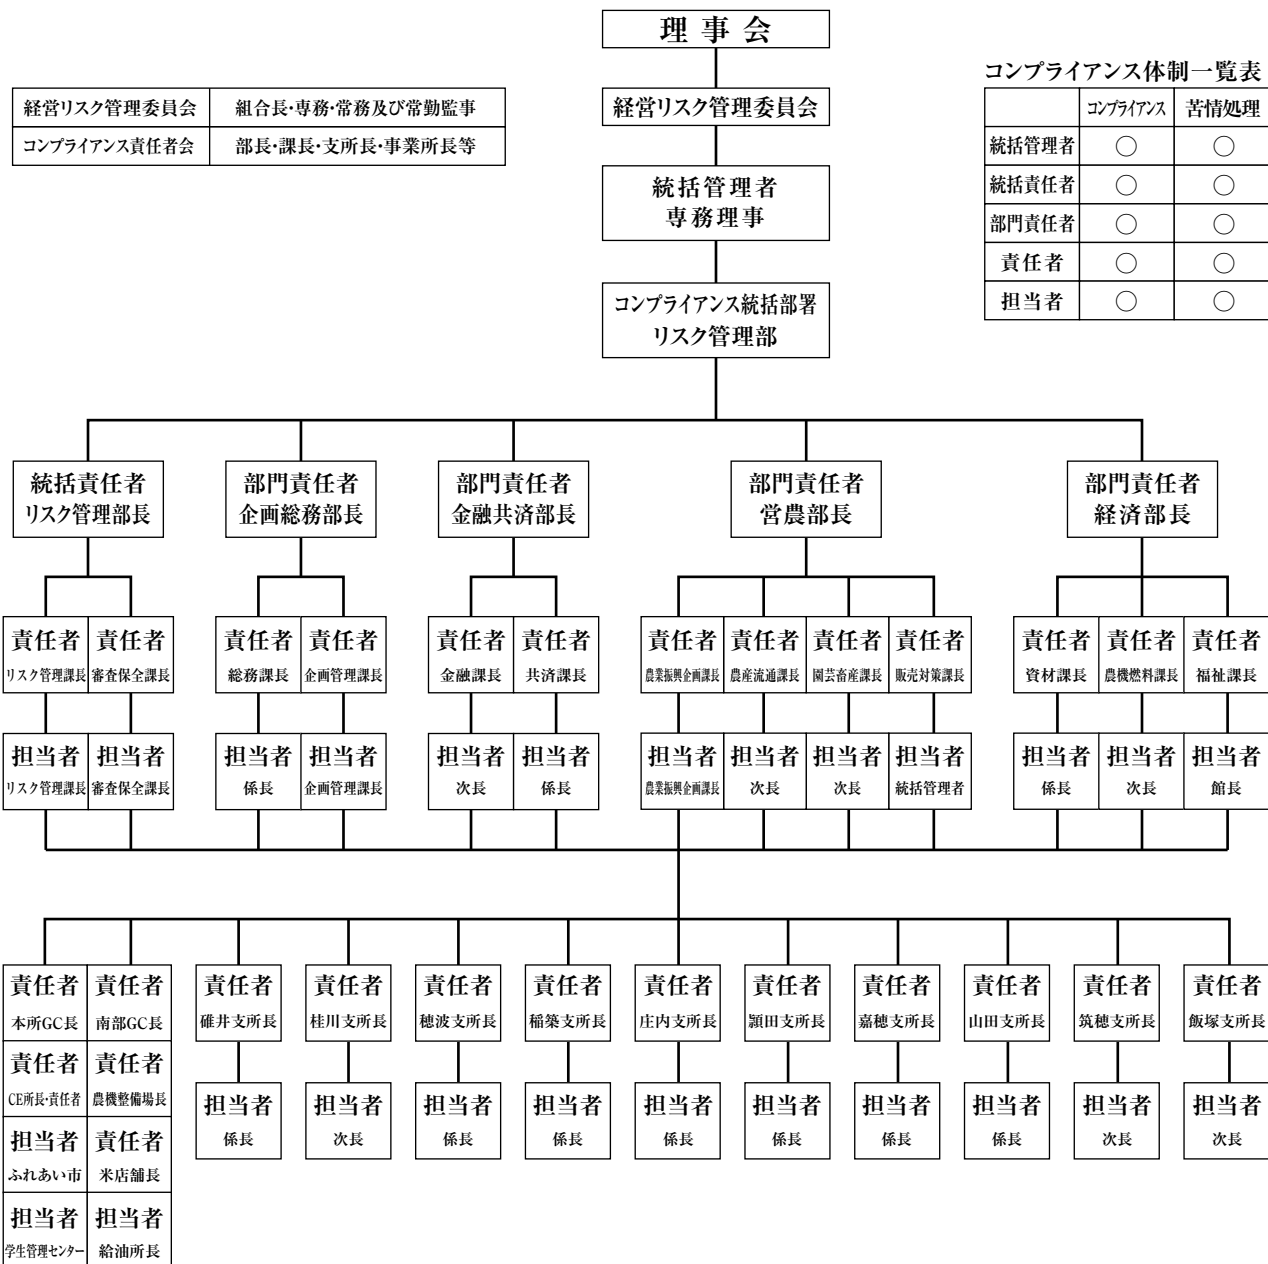 理事会
経営リスク管理委員会 組合長・専務・常務及び常勤監事
コンプライアンス責任者会 部長・課長・支所長・事業所長等
経営リスク管理委員会
統括管理者
専務理事
コンプライアンス統括部署
リスク管理部
コンプライアンス体制一覧表
コンプライアンス 苦情処理
統括管理者 ○ ○
統括責任者 ○ ○
部門責任者 ○ ○
責任者 ○ ○
担当者 ○ ○
統括責任者 部門責任者 部門責任者 部門責任者 部門責任者
リスク管理部長 企画総務部長 金融共済部長 営農部長 経済部長
責任者 責任者 責任者 責任者 責任者 責任者 責任者 責任者 責任者 責任者 責任者 責任者 責任者
リスク管理課長 審査保全課長 総務課長 企画管理課長 金融課長 共済課長 農業振興企画課長 農産流通課長 園芸畜産課長 販売対策課長 資材課長 農機燃料課長 福祉課長
担当者 担当者 担当者 担当者 担当者 担当者 担当者 担当者 担当者 担当者 担当者 担当者 担当者
リスク管理課長 審査保全課長 係長 企画管理課長 次長 係長 農業振興企画課長 次長 次長 統括管理者 係長 次長 館長
責任者 責任者 責任者 責任者 責任者 責任者 責任者 責任者 責任者 責任者 責任者 責任者
本所GC長 南部GC長 碓井支所長 桂川支所長 穂波支所長 稲築支所長 庄内支所長 頴田支所長 嘉穂支所長 山田支所長 筑穂支所長 飯塚支所長
責任者 責任者
CE所長・責任者 農機整備場長
担当者 担当者 担当者 担当者 担当者 担当者 担当者 担当者 担当者 担当者
係長 次長 係長 係長 係長 係長 係長 係長 次長 次長
担当者 責任者
ふれあい市 米店舗長
担当者 担当者
学生管理センター 給油所長